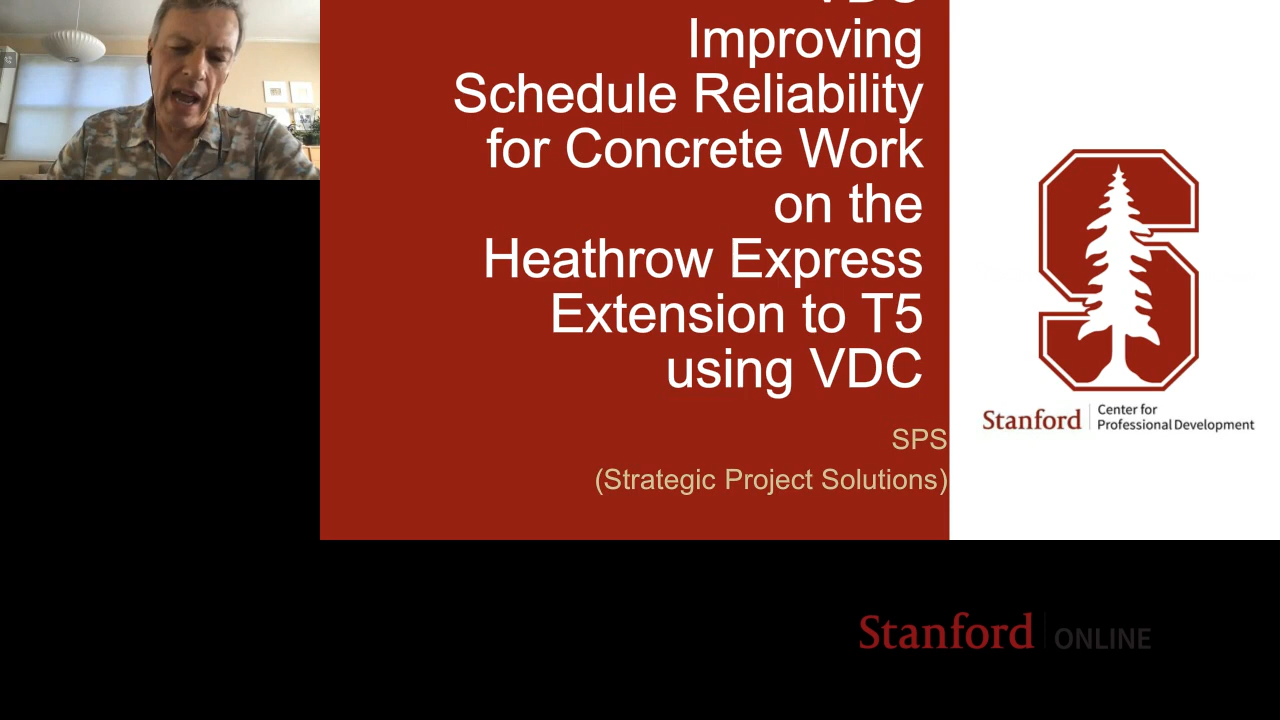 VDC
Improving
Schedule Reliability
for Concrete Work
on the
Heathrow Express
Extension to T5
using VDC
SPS
(Strategic Project Solutions)
Stanford
Center for
Professional Development
Stanford ONLINE